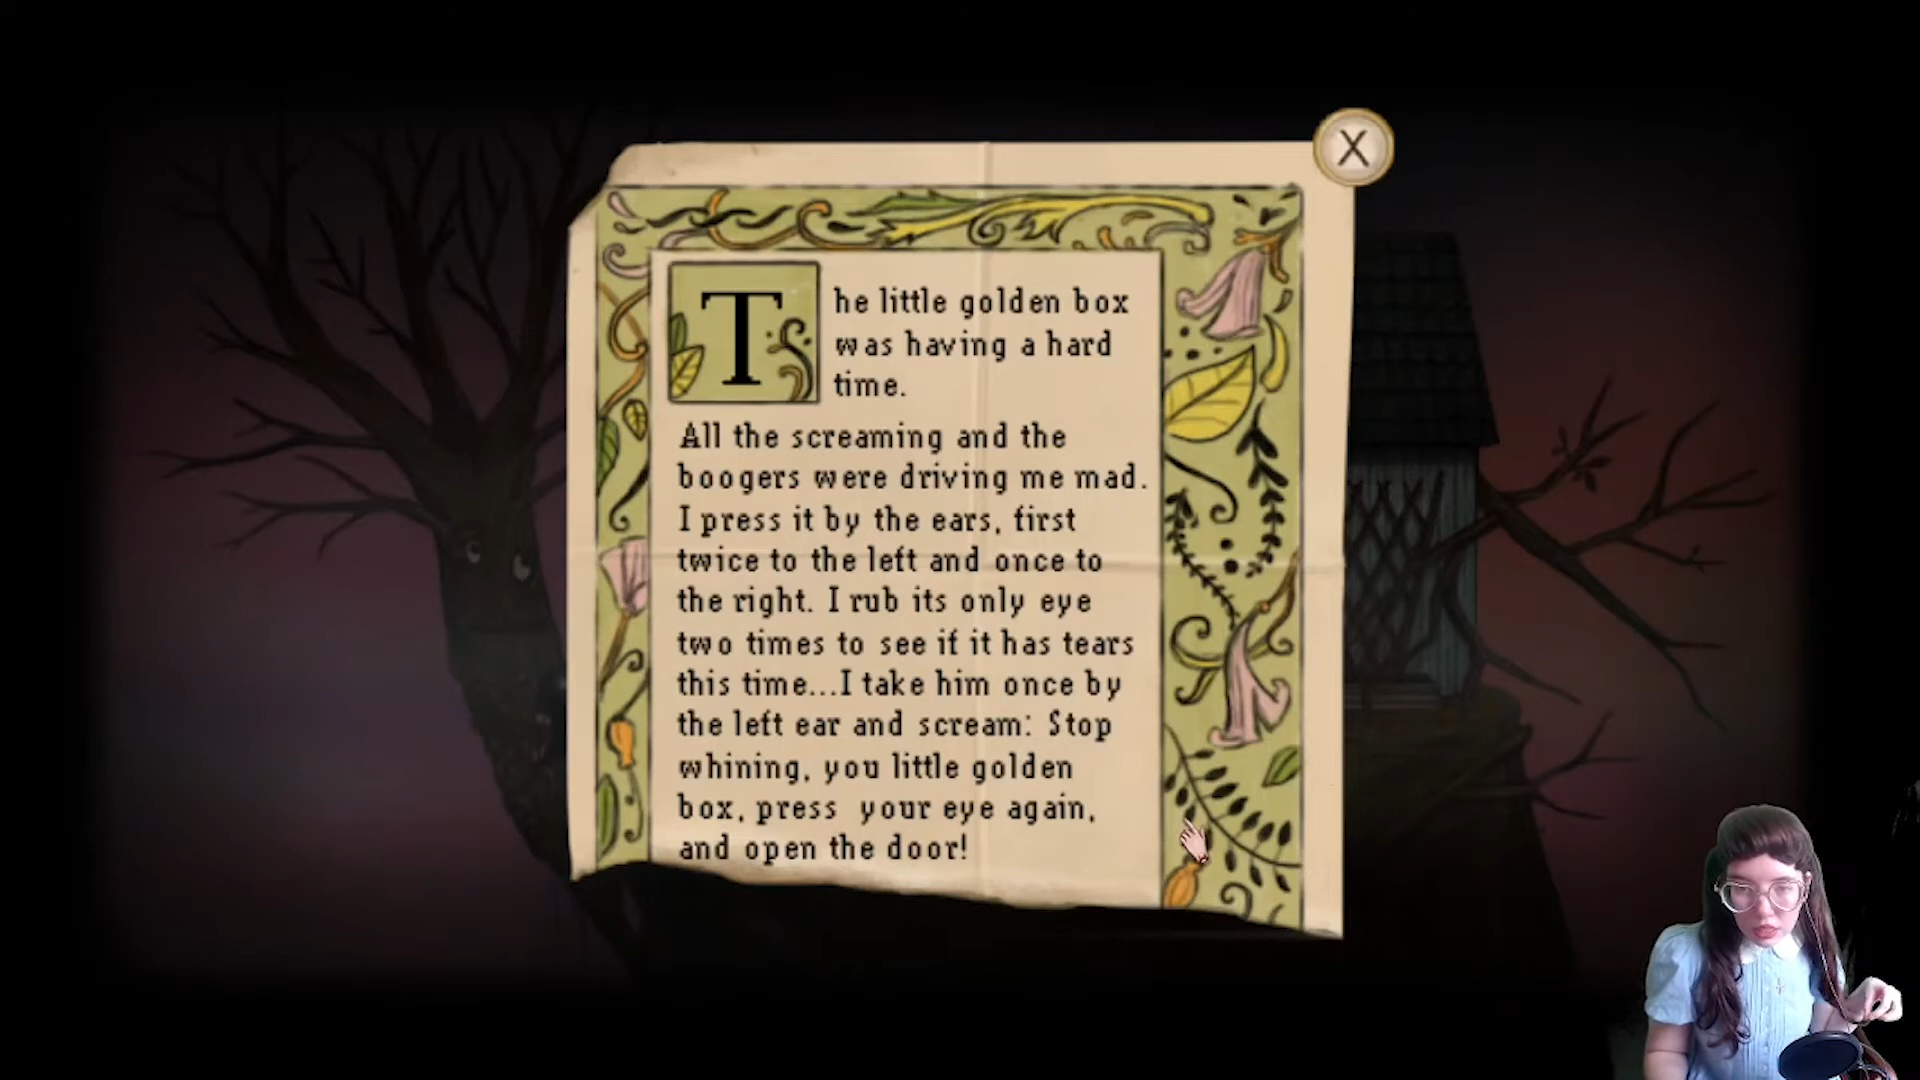 The little golden box
was having a hard
time.
All the screaming and the
boogers were driving me mad.
I press it by the ears, first
twice to the left and once to
the right. I rub its only eye
two times to see if it has tears
this time...I take him once by
the left ear and scream: Stop
whining, you little golden
box, press  your eye again,
and open the door!
X